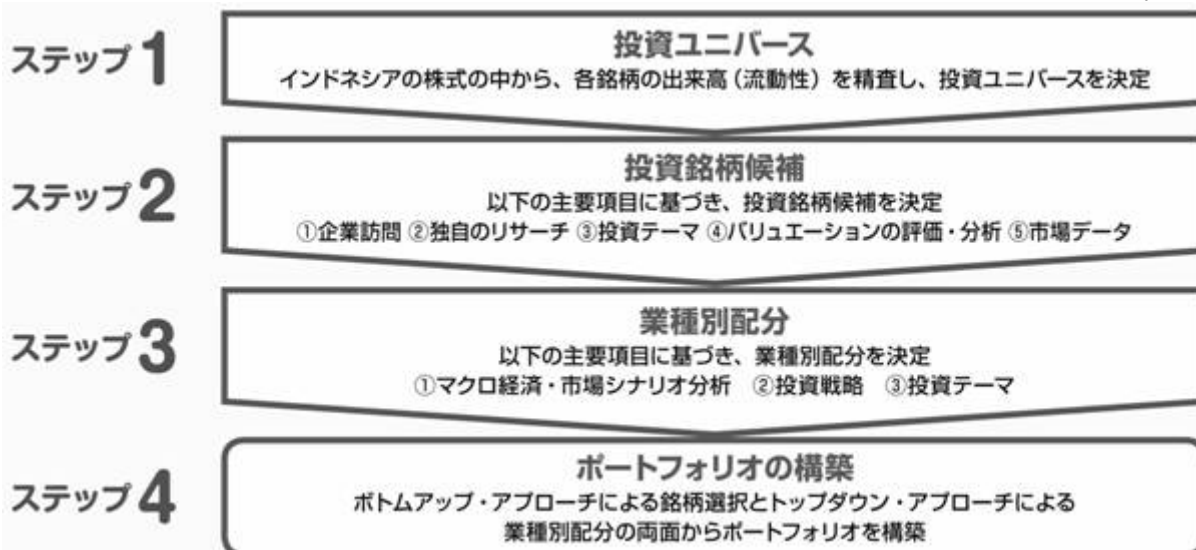 ステップ1
投資ユニバース
インドネシアの株式の中から、各銘柄の出来高（流動性）を精査し、投資ユニバースを決定
ステップ2
投資銘柄候補
以下の主要項目に基づき、投資銘柄候補を決定
①企業訪問 ②独自のリサーチ ③投資テーマ ④バリュエーションの評価・分析 ⑤市場データ
ステップ3
業種別配分
以下の主要項目に基づき、業種別配分を決定
①マクロ経済・市場シナリオ分析　②投資戦略　③投資テーマ
ステップ4
ポートフォリオの構築
ボトムアップ・アプローチによる銘柄選択とトップダウン・アプローチによる
業種別配分の両面からポートフォリオを構築